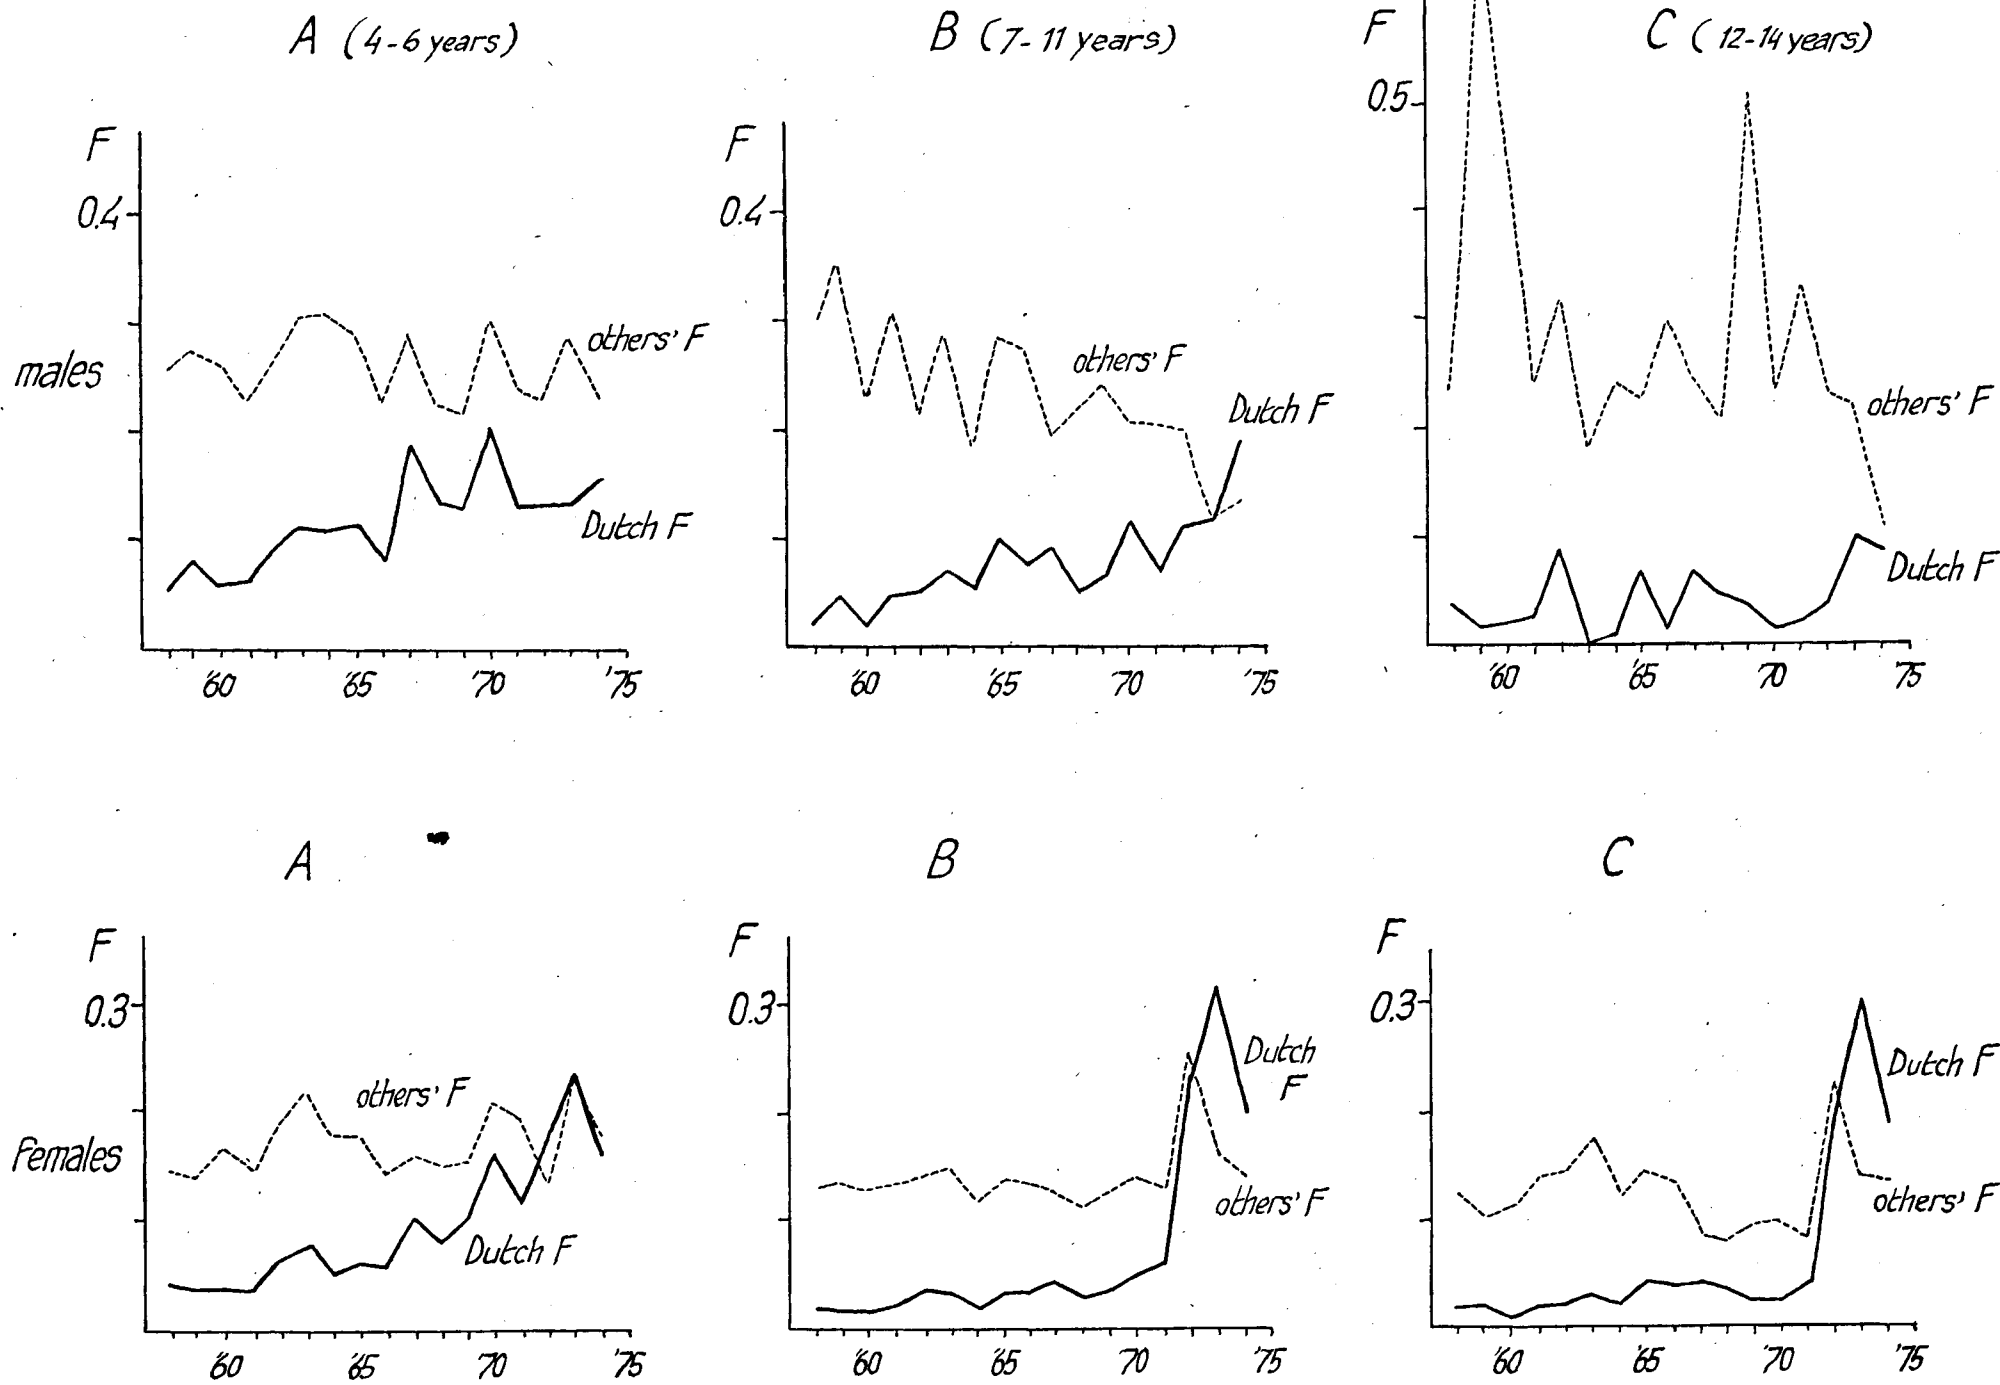 A (4-6 years)
F
0.4
males
others' F
Dutch F
'60 '65 '70 '75
B (7-11 years)
F
0.4
others' F
Dutch F
'60 '65 '70 '75
C (12-14 years)
F
0.5
others' F
Dutch F
'60 '65 '70 '75
A
F
0.3
Females
others' F
Dutch F
'60 '65 '70 '75
B
F
0.3
Dutch
F
others' F
'60 '65 '70 '75
C
F
0.3
Dutch F
others' F
'60 '65 '70 '75